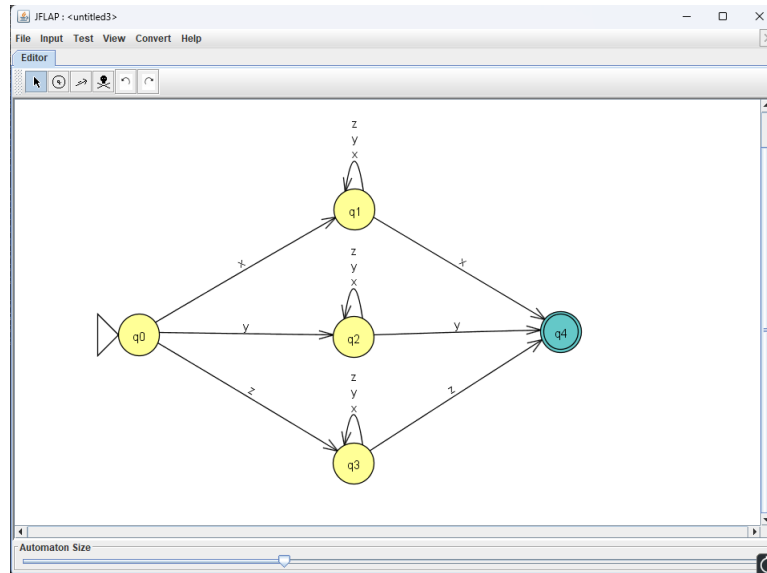 JFLAP : <untitled3>
File Input Test View Convert Help
Editor
z
y
x
q1
x
x
z
y
x
q0
y
q2
y
q4
z
y
x
z
z
q3
Automaton Size